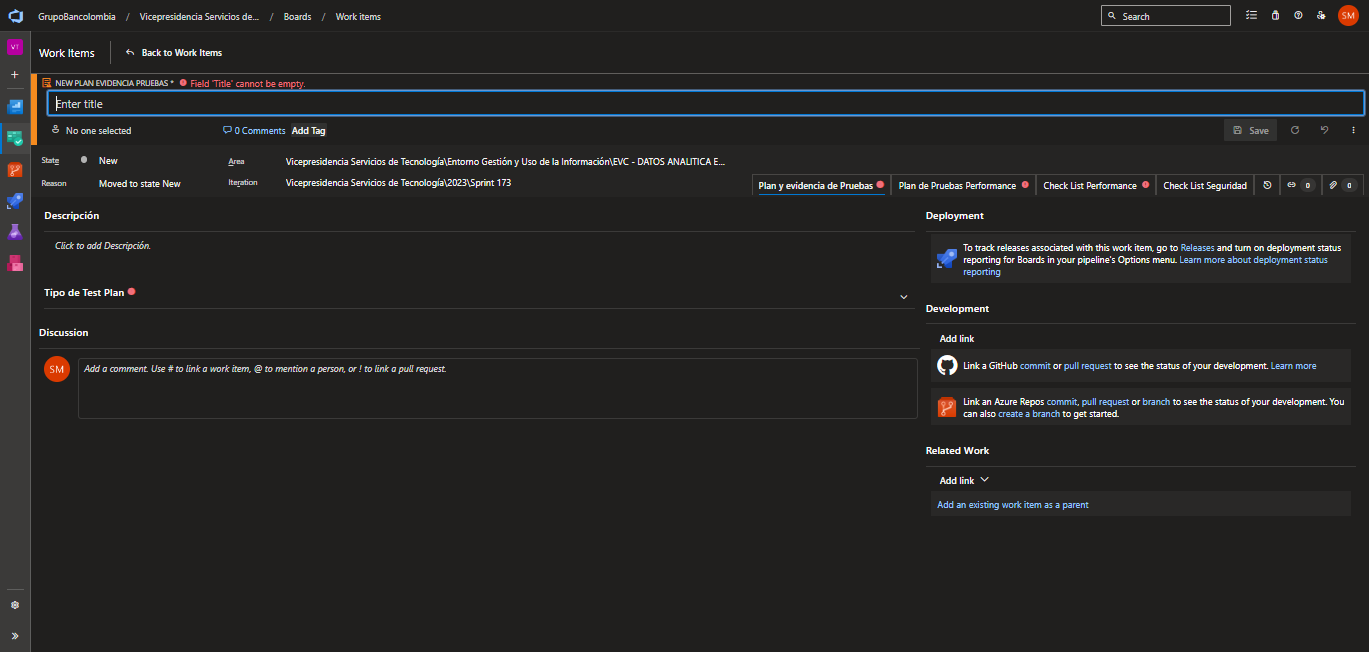 GrupoBancolombia / Vicepresidencia Servicios de... / Boards / Work items
Search
SM
VT
Work Items
Back to Work Items
NEW PLAN EVIDENCIA PRUEBAS * Field 'Title' cannot be empty.
Enter title
No one selected
0 Comments
Add Tag
Save
State
New
Area
Vicepresidencia Servicios de Tecnología\Entorno Gestión y Uso de la Información\EVC - DATOS ANALITICA E...
Reason
Moved to state New
Iteration
Vicepresidencia Servicios de Tecnología\2023\Sprint 173
Plan y evidencia de Pruebas
Plan de Pruebas Performance
Check List Performance
Check List Seguridad
0
0
Descripción
Click to add Descripción.
Tipo de Test Plan
Discussion
SM
Add a comment. Use # to link a work item, @ to mention a person, or ! to link a pull request.
Deployment
To track releases associated with this work item, go to Releases and turn on deployment status
reporting for Boards in your pipeline's Options menu. Learn more about deployment status
reporting
Development
Add link
Link a GitHub commit or pull request to see the status of your development. Learn more
Link an Azure Repos commit, pull request or branch to see the status of your development. You
can also create a branch to get started.
Related Work
Add link
Add an existing work item as a parent